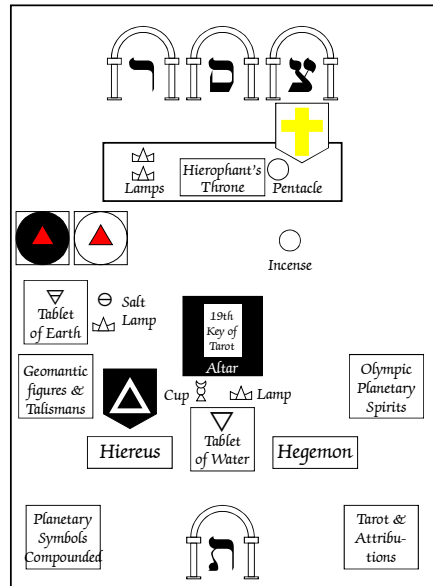 צ ס ר
Lamps
Hierophant's
Throne
Pentacle
Incense
Tablet
of Earth
Salt
Lamp
19th
Key of
Tarot
Altar
Geomantic
figures &
Talismans
Cup
Lamp
Olympic
Planetary
Spirits
Hiereus
Tablet
of Water
Hegemon
Planetary
Symbols
Compounded
ת
Tarot &
Attribu-
tions